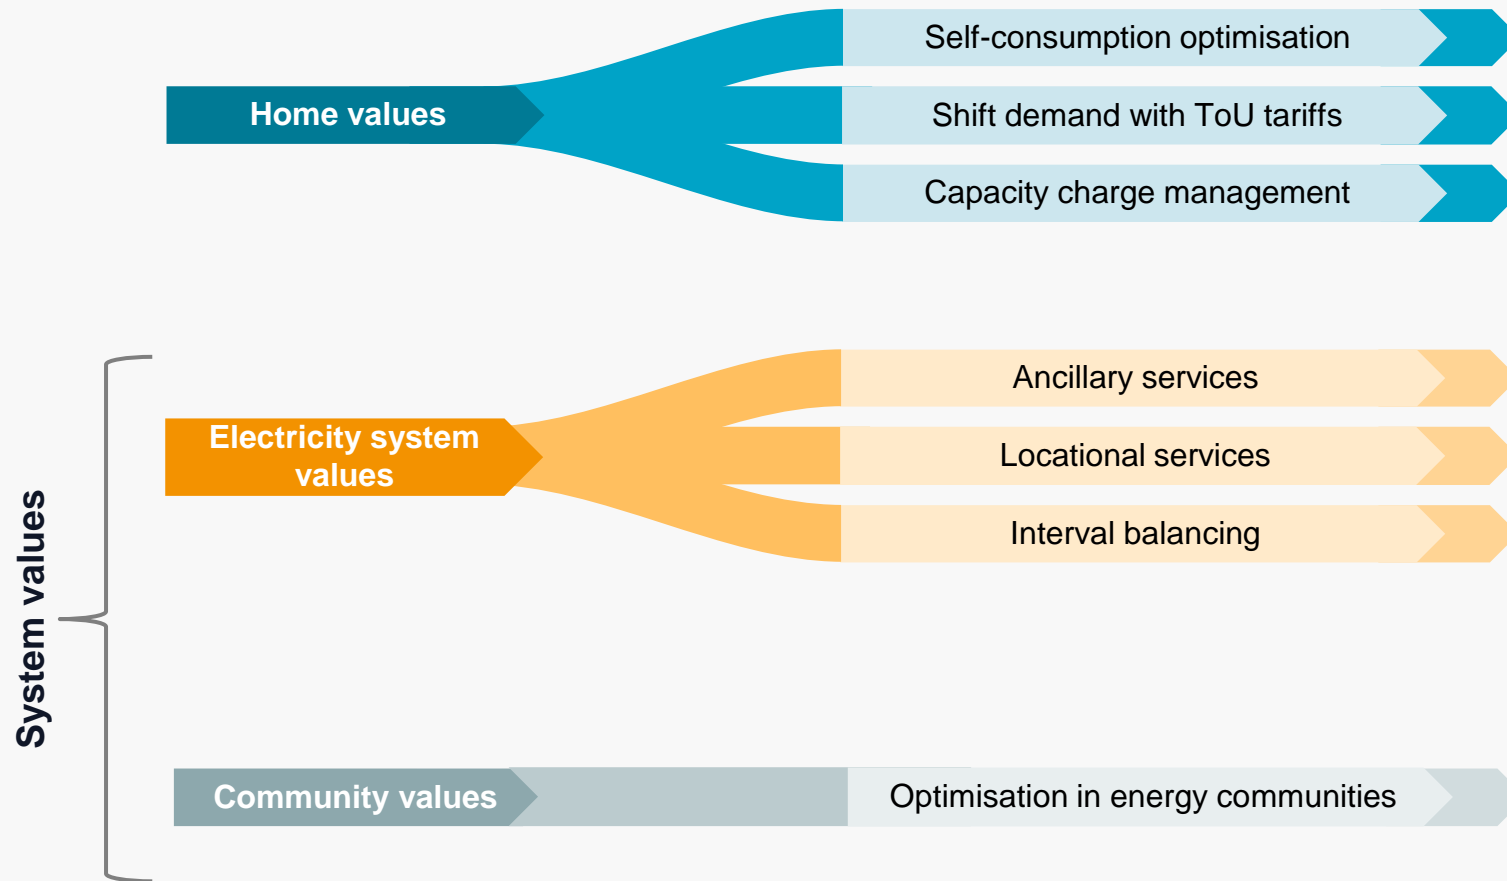 Self-consumption optimisation
Home values
Shift demand with ToU tariffs
Capacity charge management
System values
Ancillary services
Electricity system
values
Locational services
Interval balancing
Community values
Optimisation in energy communities